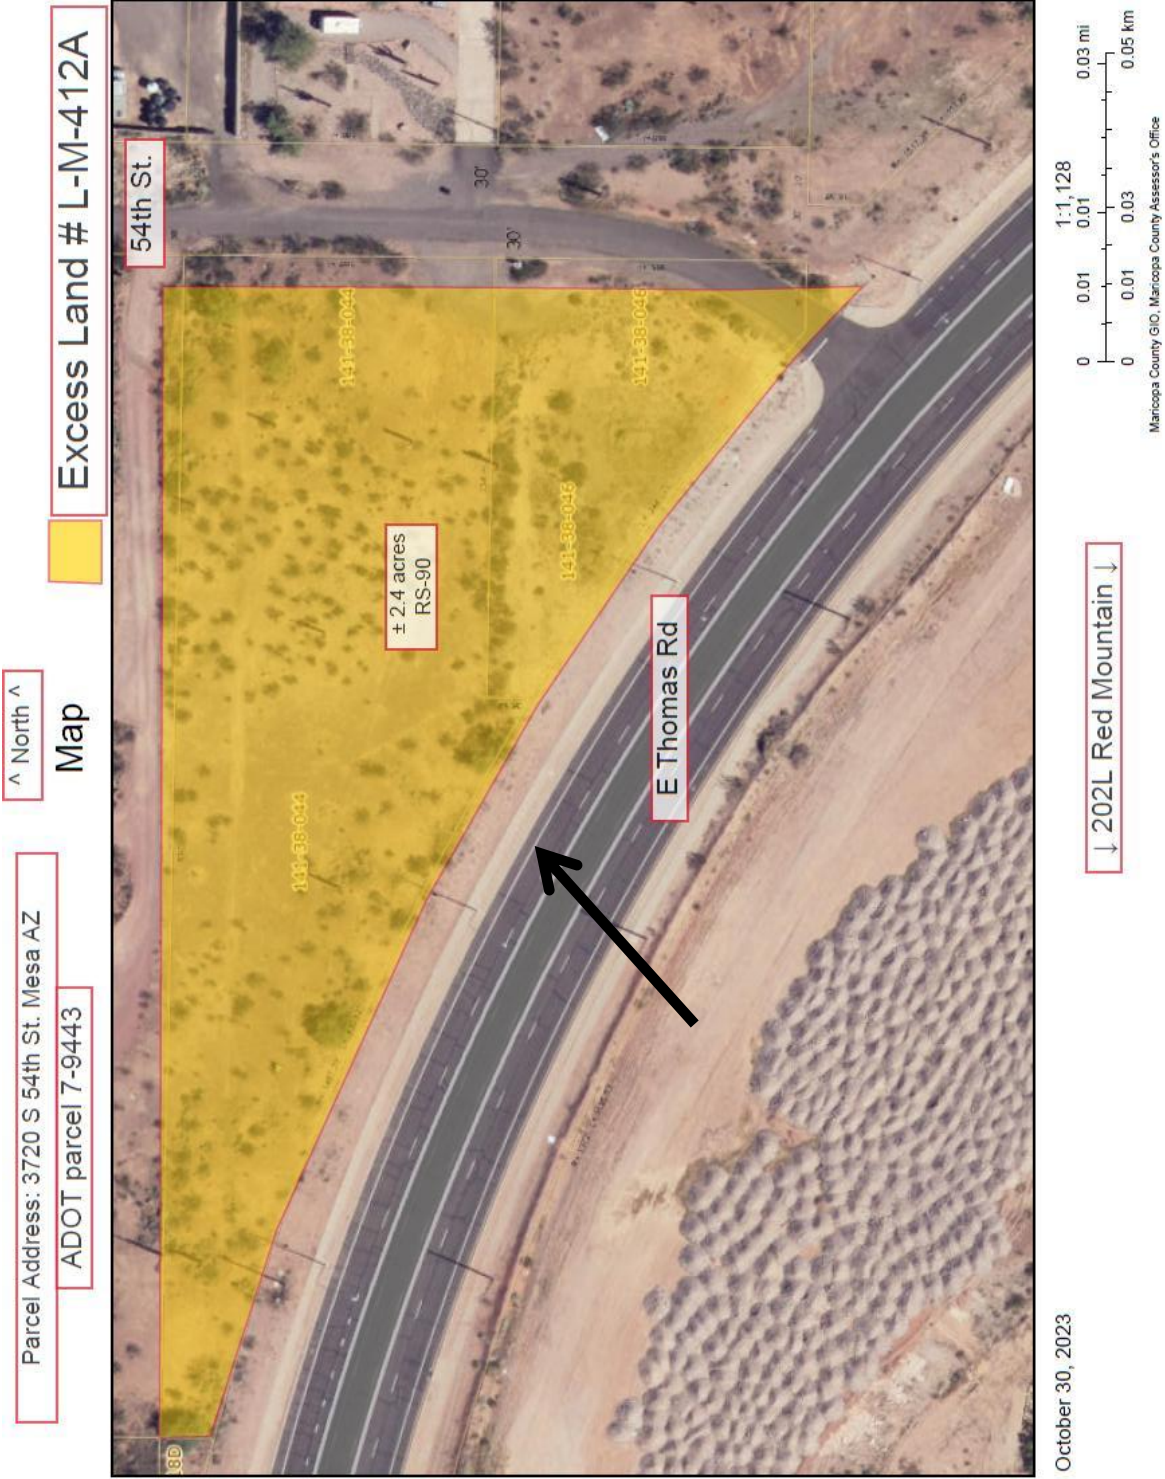 Parcel Address: 3720 S 54th St. Mesa AZ
ADOT parcel 7-9443
^ North ^
Map
Excess Land # L-M-412A
54th St.
30'
30'
141-38-044
141-38-046
± 2.4 acres
RS-90
141-38-046
141-38-044
E Thomas Rd
18D
October 30, 2023
↓ 202L Red Mountain ↓
1:1,128
0 0.01 0.01 0.03 mi
0 0.01 0.03 0.05 km
Maricopa County GIO, Maricopa County Assessor's Office